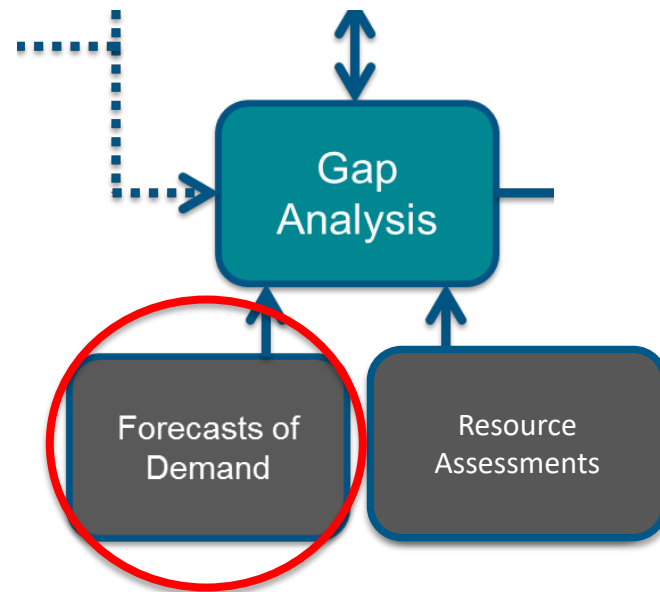 Gap
Analysis
Forecasts of
Demand
Resource
Assessments